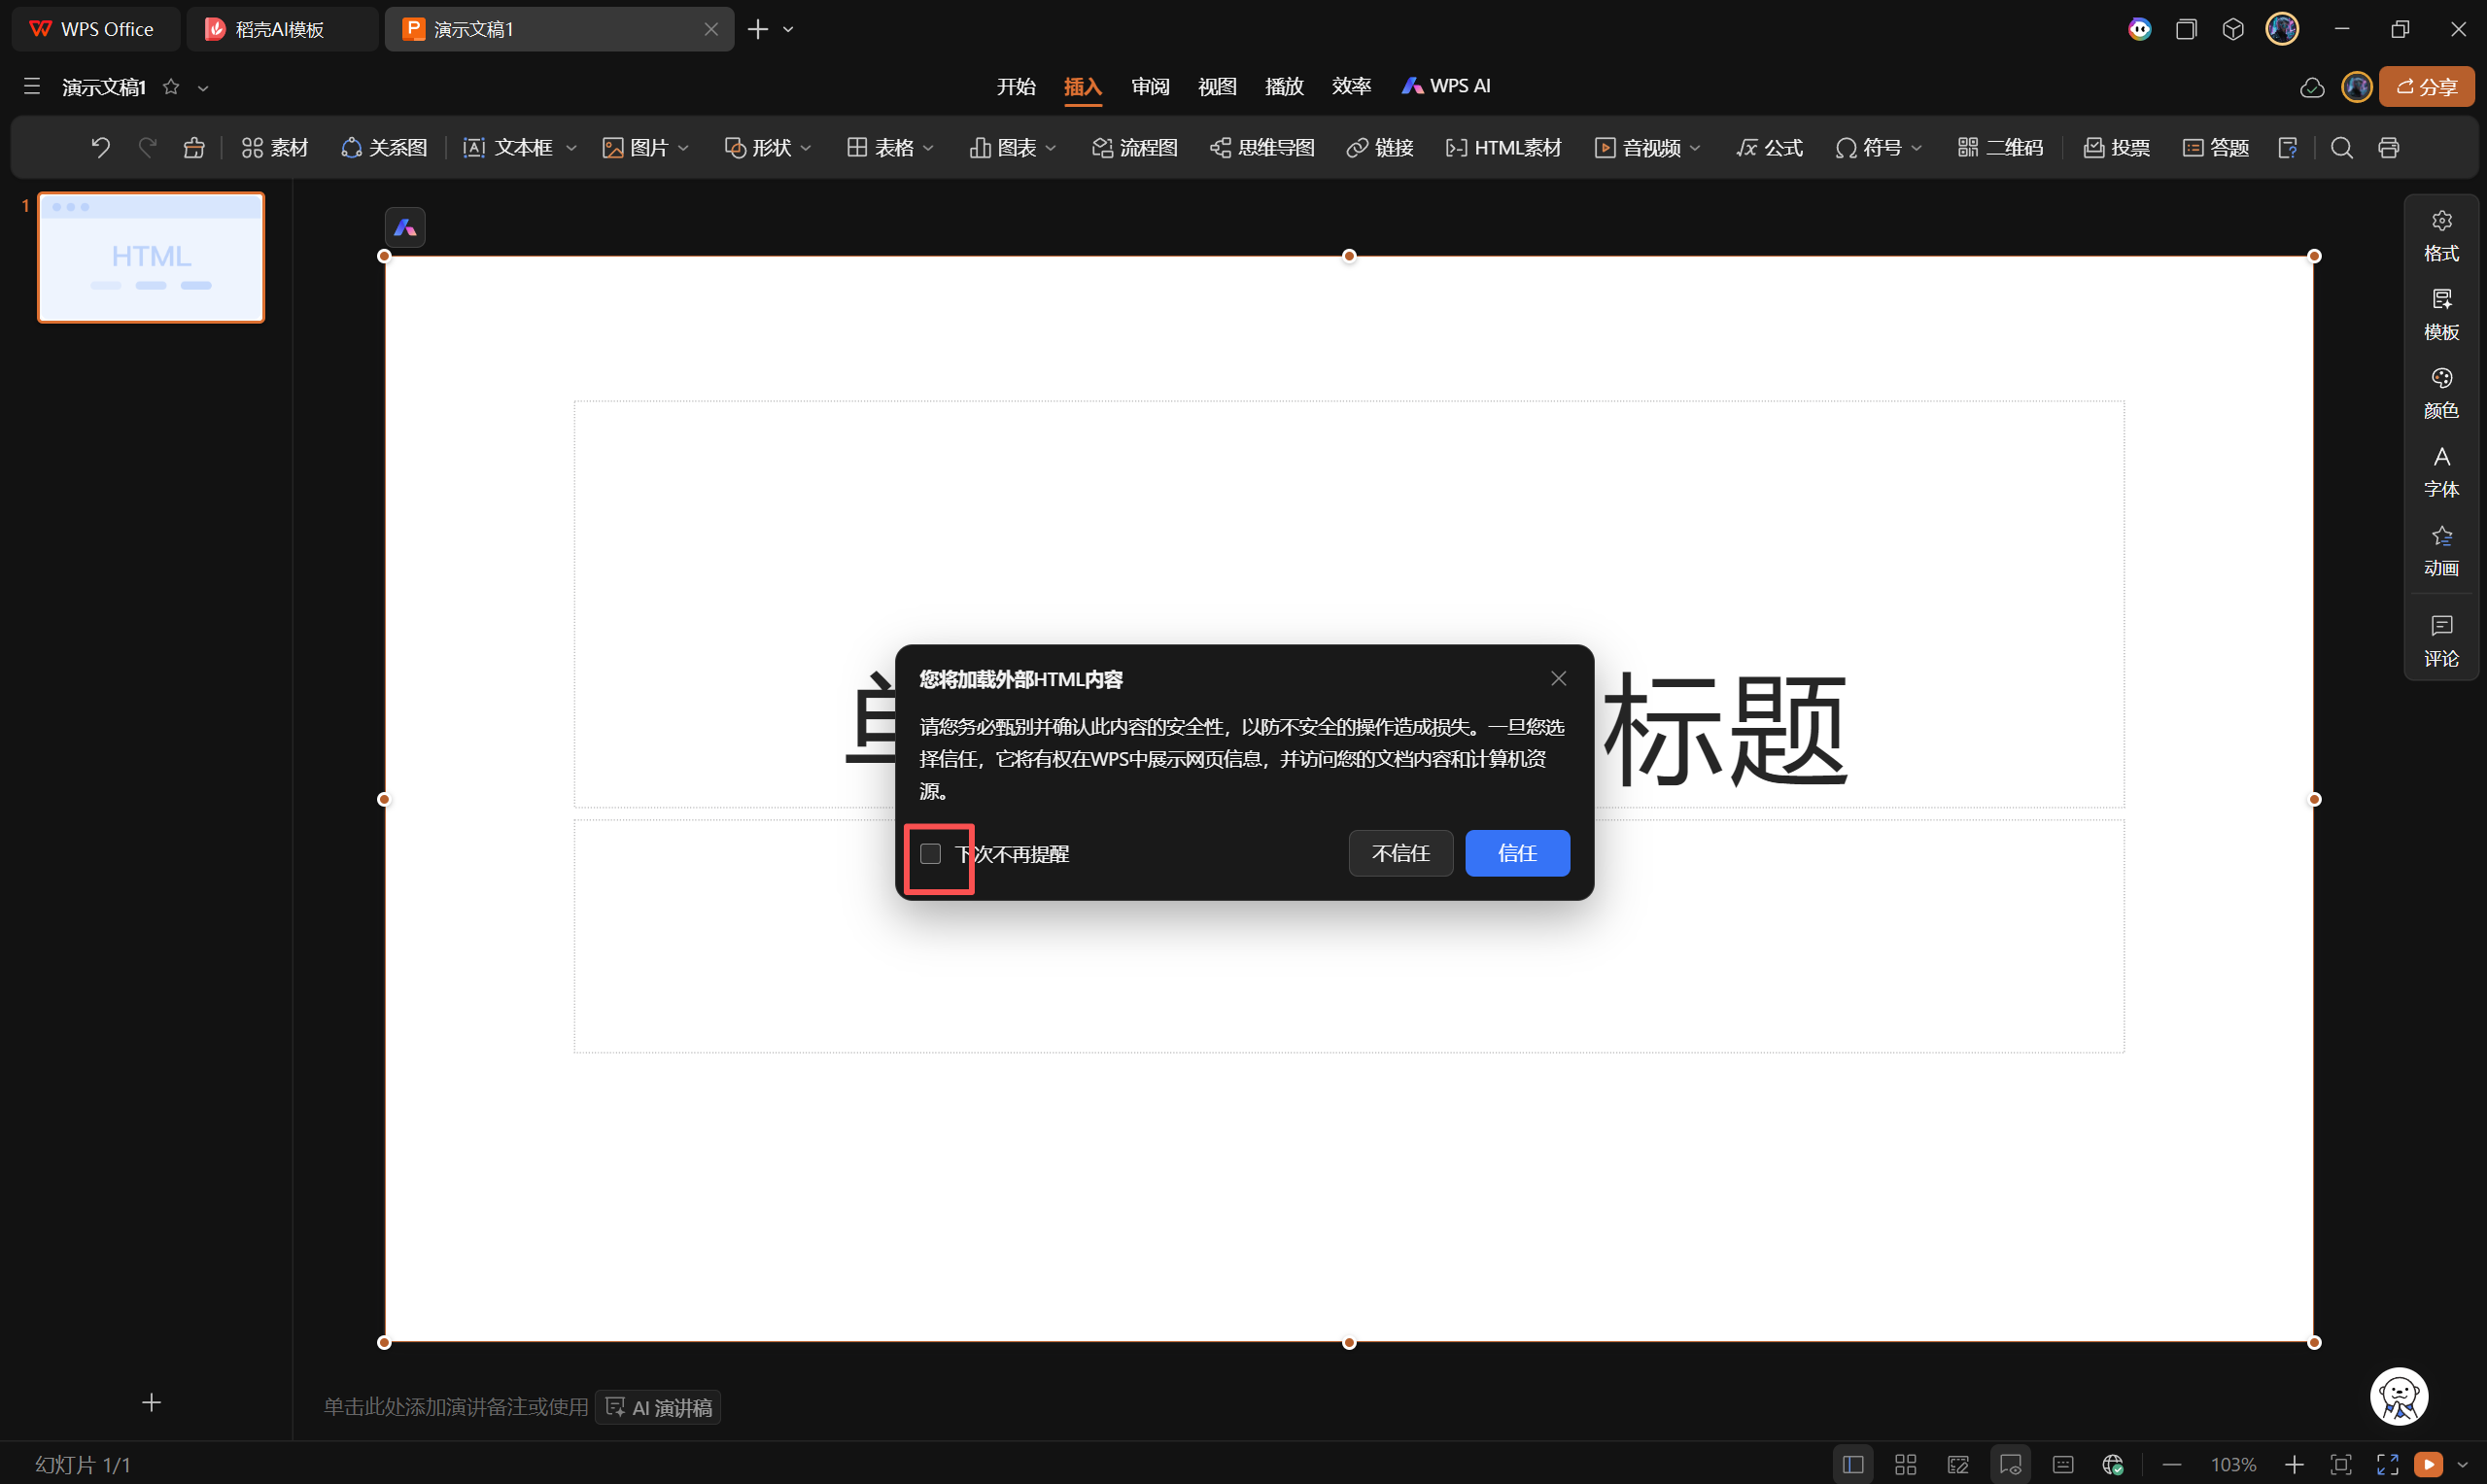 WPS Office
稻壳AI模板
演示文稿1
演示文稿1
开始
插入
审阅
视图
播放
效率
WPS AI
分享
素材
关系图
文本框
图片
形状
表格
图表
流程图
思维导图
链接
HTML素材
音视频
公式
符号
二维码
投票
答题
1
HTML
格式
模板
颜色
字体
动画
评论
单
标题
您将加载外部HTML内容
请您务必甄别并确认此内容的安全性，以防不安全的操作造成损失。一旦您选
择信任，它将有权在WPS中展示网页信息，并访问您的文档内容和计算机资
源。
下次不再提醒
不信任
信任
单击此处添加演讲备注或使用
AI 演讲稿
幻灯片 1/1
103%